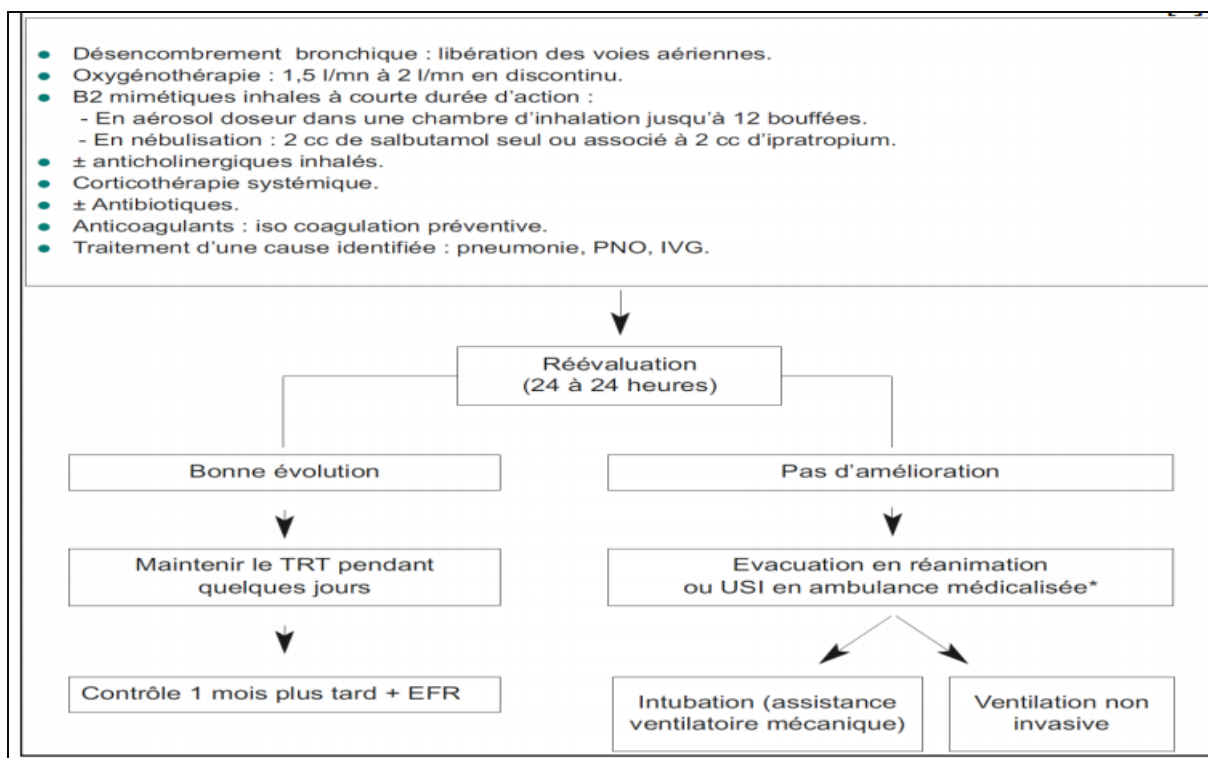 ● Désencombrement bronchique : libération des voies aériennes.
● Oxygénothérapie : 1,5 l/mn à 2 l/mn en discontinu.
● B2 mimétiques inhales à courte durée d'action :
- En aérosol doseur dans une chambre d'inhalation jusqu'à 12 bouffées.
- En nébulisation : 2 cc de salbutamol seul ou associé à 2 cc d'ipratropium.
● ± anticholinergiques inhalés.
● Corticothérapie systémique.
● ± Antibiotiques.
● Anticoagulants : iso coagulation préventive.
● Traitement d'une cause identifiée : pneumonie, PNO, IVG.
Réévaluation
(24 à 24 heures)
Bonne évolution
Pas d'amélioration
Maintenir le TRT pendant
quelques jours
Evacuation en réanimation
ou USI en ambulance médicalisée*
Contrôle 1 mois plus tard + EFR
Intubation (assistance
ventilatoire mécanique)
Ventilation non
invasive